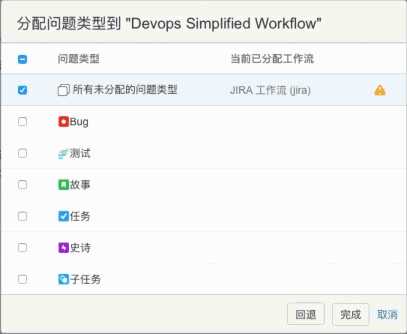 分配问题类型到 "Devops Simplified Workflow"
问题类型 当前已分配工作流
所有未分配的问题类型 JIRA 工作流 (jira)
Bug
测试
故事
任务
史诗
子任务
回退 完成 取消